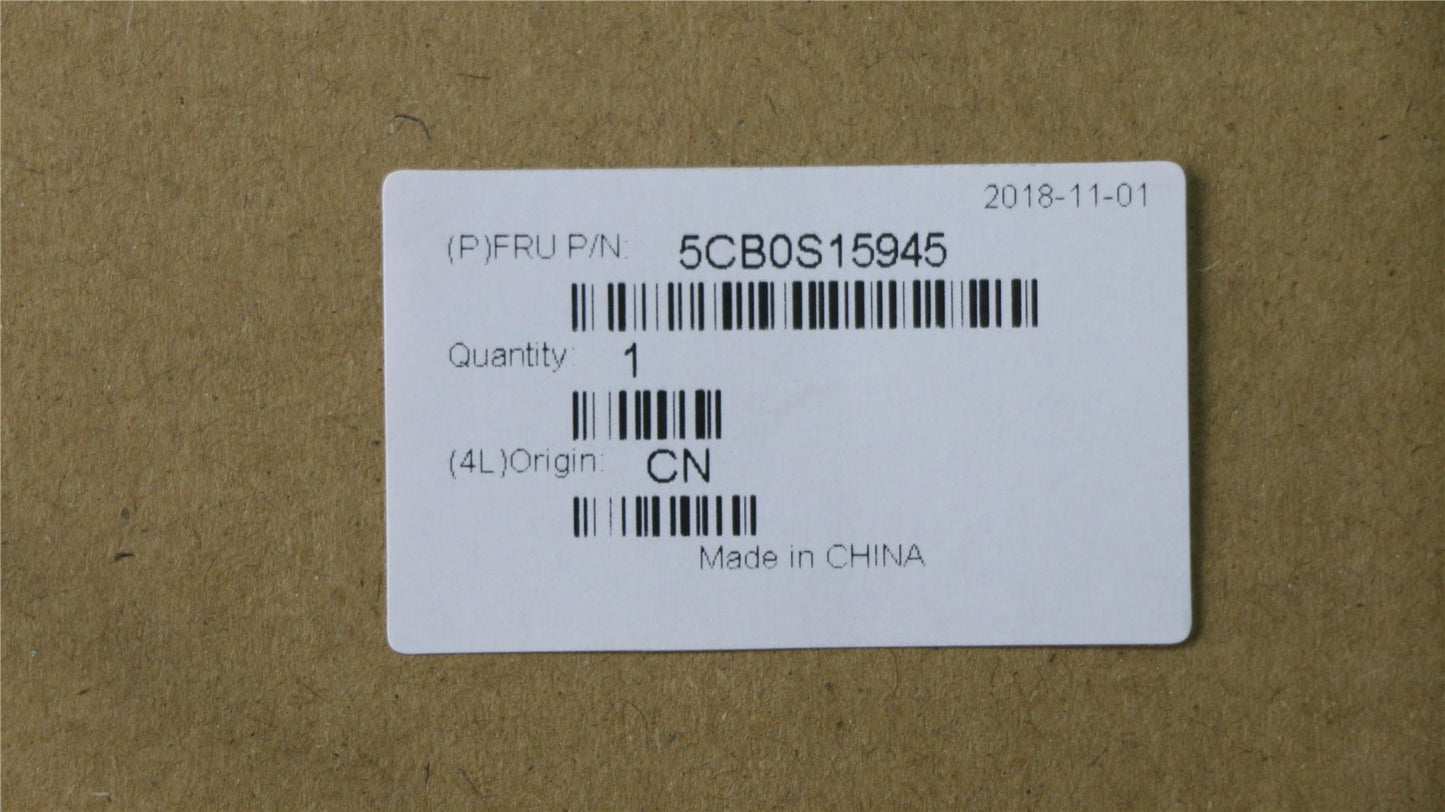 2018-11-01
(P)FRU P/N: 5CB0S15945
Quantity: 1
(4L)Origin: CN
Made in CHINA